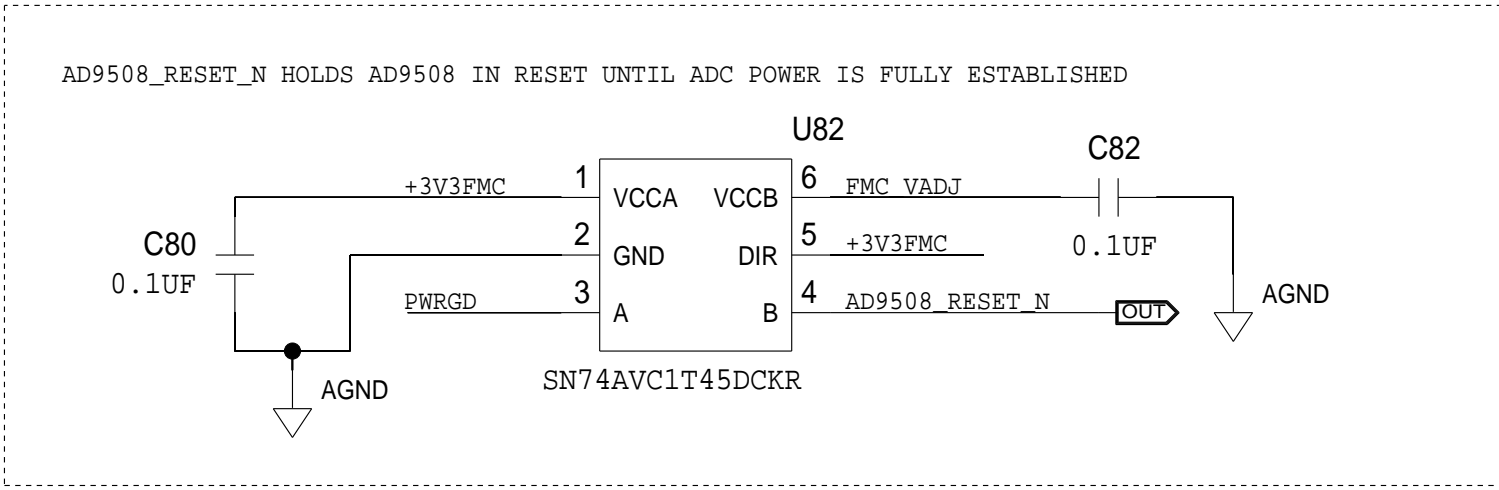 AD9508_RESET_N HOLDS AD9508 IN RESET UNTIL ADC POWER IS FULLY ESTABLISHED
U82
C82
+3V3FMC 1 VCCA VCCB 6 FMC_VADJ
C80 2 GND DIR 5 +3V3FMC 0.1UF
0.1UF
PWRGD 3 A B 4 AD9508_RESET_N OUT AGND
SN74AVC1T45DCKR
AGND